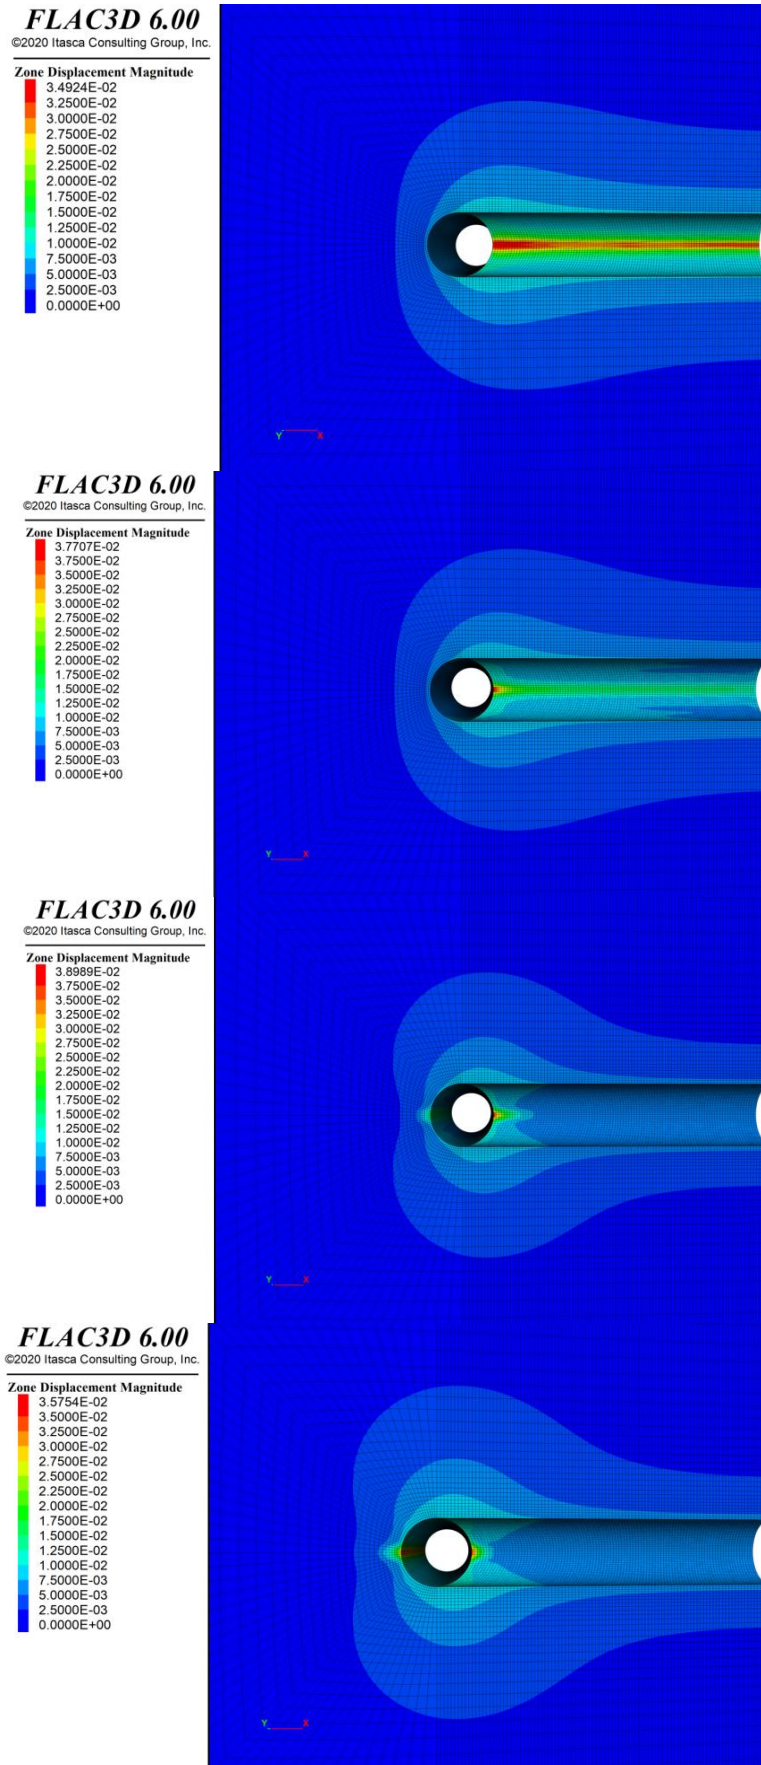 FLAC3D 6.00
©2020 Itasca Consulting Group, Inc.
Zone Displacement Magnitude
3.4924E-02
3.2500E-02
3.0000E-02
2.7500E-02
2.5000E-02
2.2500E-02
2.0000E-02
1.7500E-02
1.5000E-02
1.2500E-02
1.0000E-02
7.5000E-03
5.0000E-03
2.5000E-03
0.0000E+00
Y X
FLAC3D 6.00
©2020 Itasca Consulting Group, Inc.
Zone Displacement Magnitude
3.7707E-02
3.7500E-02
3.5000E-02
3.2500E-02
3.0000E-02
2.7500E-02
2.5000E-02
2.2500E-02
2.0000E-02
1.7500E-02
1.5000E-02
1.2500E-02
1.0000E-02
7.5000E-03
5.0000E-03
2.5000E-03
0.0000E+00
Y X
FLAC3D 6.00
©2020 Itasca Consulting Group, Inc.
Zone Displacement Magnitude
3.8989E-02
3.7500E-02
3.5000E-02
3.2500E-02
3.0000E-02
2.7500E-02
2.5000E-02
2.2500E-02
2.0000E-02
1.7500E-02
1.5000E-02
1.2500E-02
1.0000E-02
7.5000E-03
5.0000E-03
2.5000E-03
0.0000E+00
Y X
FLAC3D 6.00
©2020 Itasca Consulting Group, Inc.
Zone Displacement Magnitude
3.5754E-02
3.5000E-02
3.2500E-02
3.0000E-02
2.7500E-02
2.5000E-02
2.2500E-02
2.0000E-02
1.7500E-02
1.5000E-02
1.2500E-02
1.0000E-02
7.5000E-03
5.0000E-03
2.5000E-03
0.0000E+00
Y X